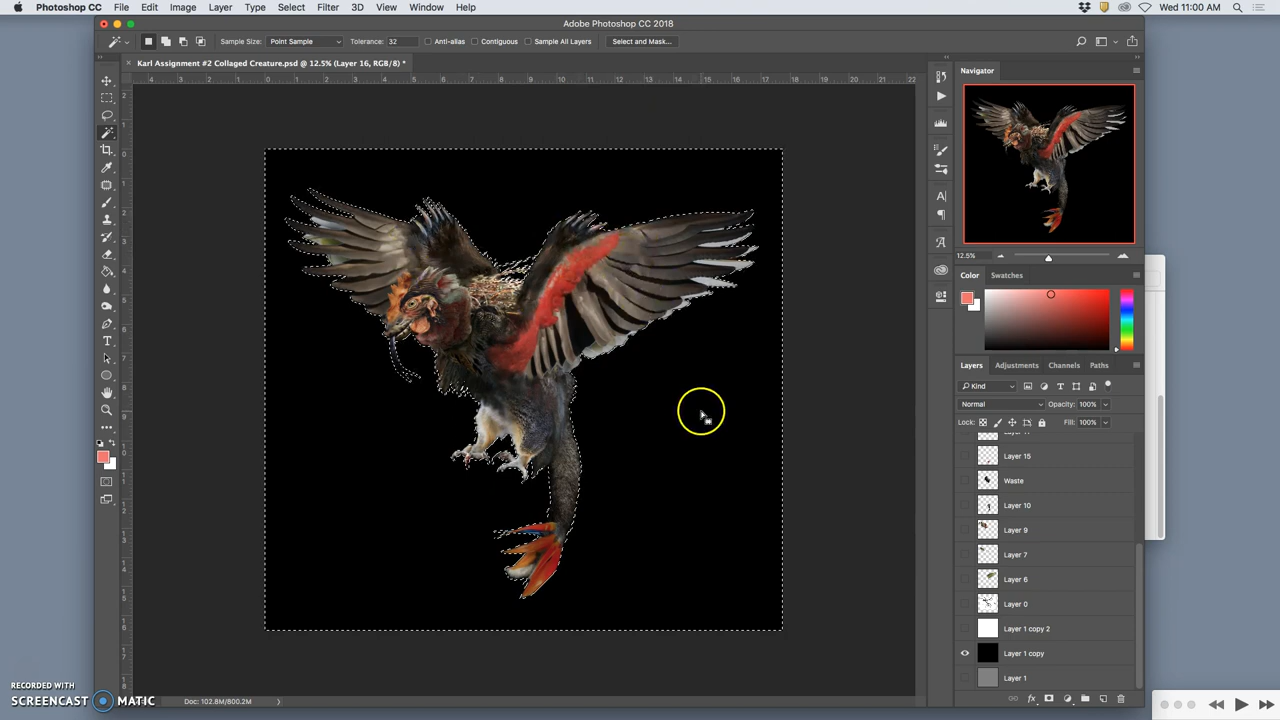 Photoshop CC File Edit Image Layer Type Select Filter 3D View Window Help Wed 11:00 AM
Adobe Photoshop CC 2018
Sample Size: Point Sample Tolerance: 32 Anti-alias Contiguous Sample All Layers Select and Mask...
Karl Assignment #2 Collaged Creature.psd @ 12.5% (Layer 16, RGB/8) *
Navigator
12.5%
Color Swatches
Layers Adjustments Channels Paths
Kind
Normal Opacity: 100%
Lock: Fill: 100%
Layer 15
Waste
Layer 10
Layer 9
Layer 7
Layer 6
Layer 0
Layer 1 copy 2
Layer 1 copy
Layer 1
Doc: 102.8M/800.2M
RECORDED WITH
SCREENCAST MATIC